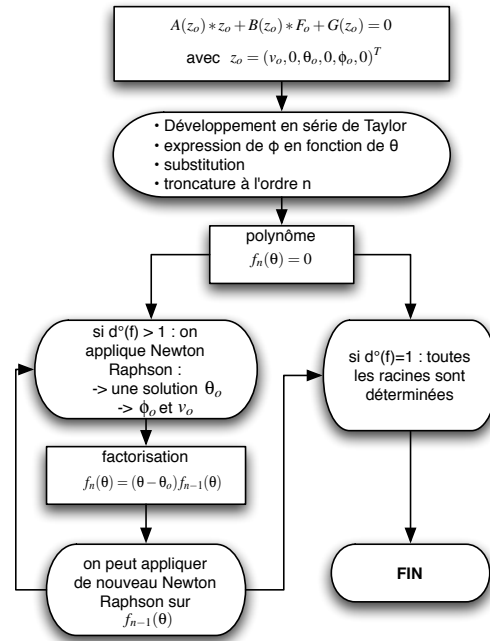 A(z_o) * z_o + B(z_o) * F_o + G(z_o) = 0
avec z_o = (v_o, 0, θ_o, 0, ϕ_o, 0)^T
• Développement en série de Taylor
• expression de ϕ en fonction de θ
• substitution
• troncature à l'ordre n
polynôme
f_n(θ) = 0
si d°(f) > 1 : on
applique Newton
Raphson :
-> une solution θ_o
-> ϕ_o et v_o
factorisation
f_n(θ) = (θ − θ_o) f_{n−1}(θ)
on peut appliquer
de nouveau Newton
Raphson sur
f_{n−1}(θ)
si d°(f)=1 : toutes
les racines sont
déterminées
FIN